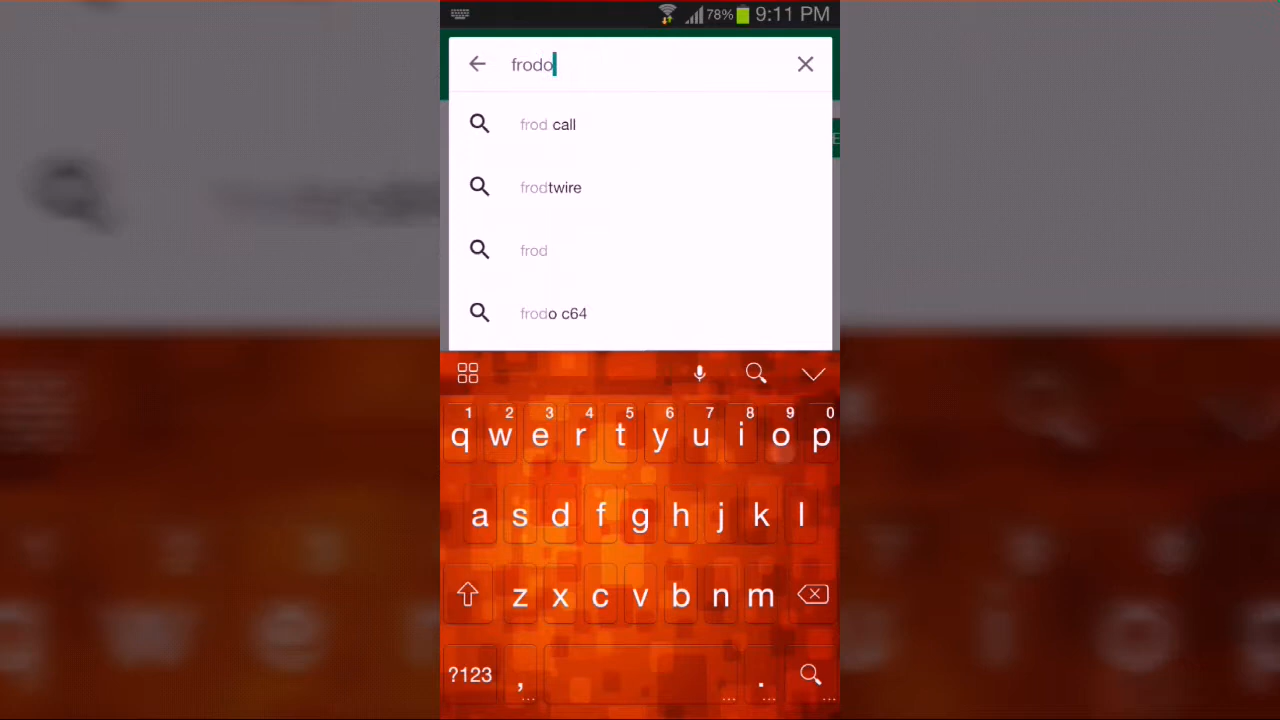 78% 9:11 PM
frodo
frod call
frodtwire
frod
frodo c64
1 2 3 4 5 6 7 8 9 0
q w e r t y u i o p
a s d f g h j k l
z x c v b n m
?123 , .